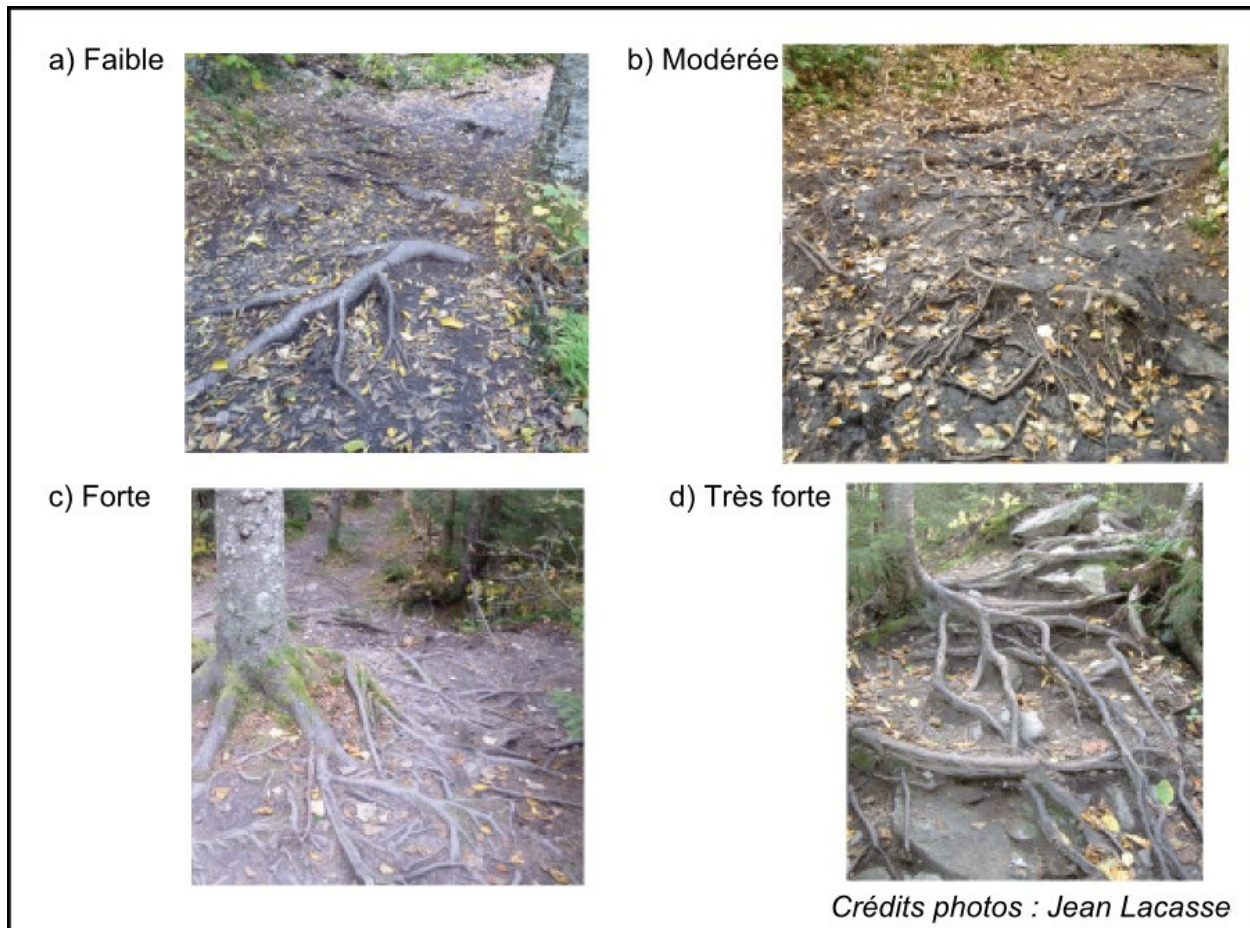 a) Faible
b) Modérée
c) Forte
d) Très forte
Crédits photos : Jean Lacasse